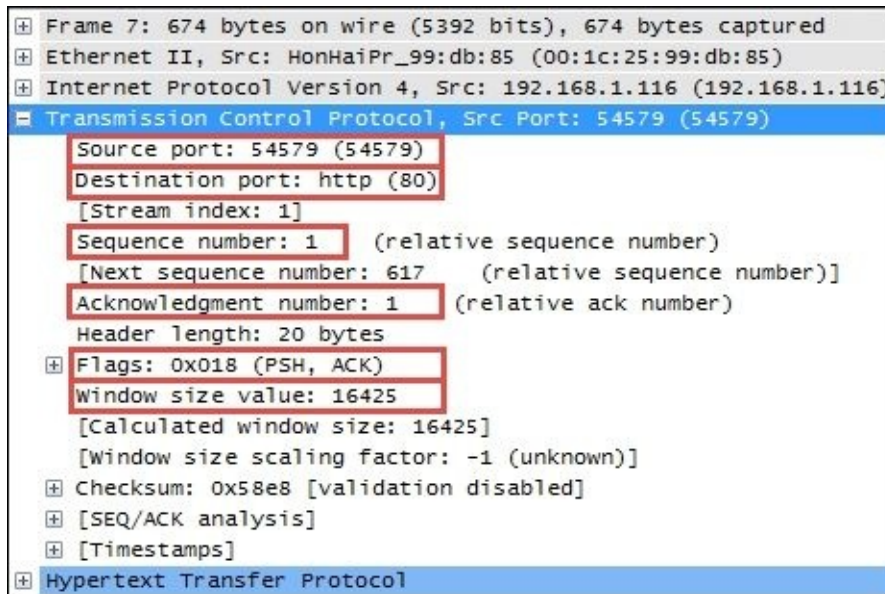 Frame 7: 674 bytes on wire (5392 bits), 674 bytes captured
Ethernet II, Src: HonHaiPr_99:db:85 (00:1c:25:99:db:85)
Internet Protocol Version 4, Src: 192.168.1.116 (192.168.1.116)
Transmission Control Protocol, Src Port: 54579 (54579)
Source port: 54579 (54579)
Destination port: http (80)
[Stream index: 1]
Sequence number: 1 (relative sequence number)
[Next sequence number: 617 (relative sequence number)]
Acknowledgment number: 1 (relative ack number)
Header length: 20 bytes
Flags: 0x018 (PSH, ACK)
Window size value: 16425
[Calculated window size: 16425]
[Window size scaling factor: -1 (unknown)]
Checksum: 0x58e8 [validation disabled]
[SEQ/ACK analysis]
[Timestamps]
Hypertext Transfer Protocol